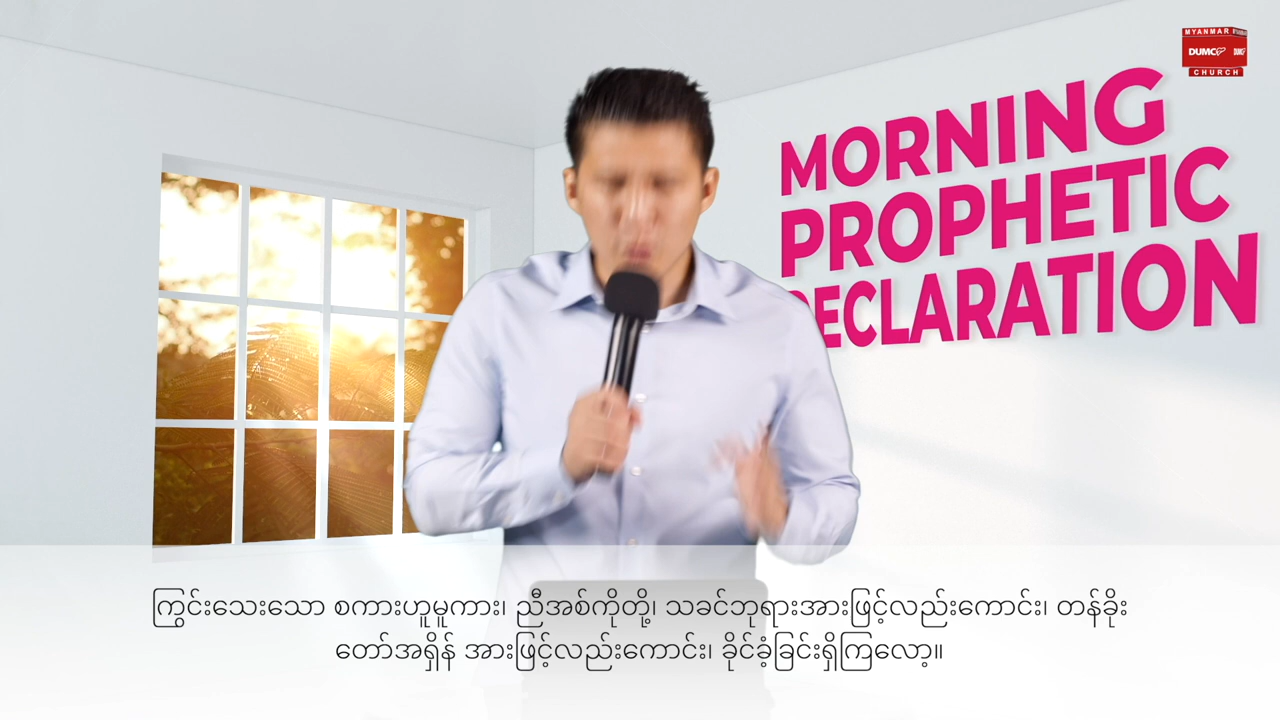 MYANMAR
DUMC
CHURCH
MORNING
PROPHETIC
DECLARATION
ကြွင်းသေးသော စကားဟူမူကား၊ ညီအစ်ကိုတို့၊ သခင်ဘုရားအားဖြင့်လည်းကောင်း၊ တန်ခိုး
တော်အရှိန် အားဖြင့်လည်းကောင်း၊ ခိုင်ခံ့ခြင်းရှိကြလော့။